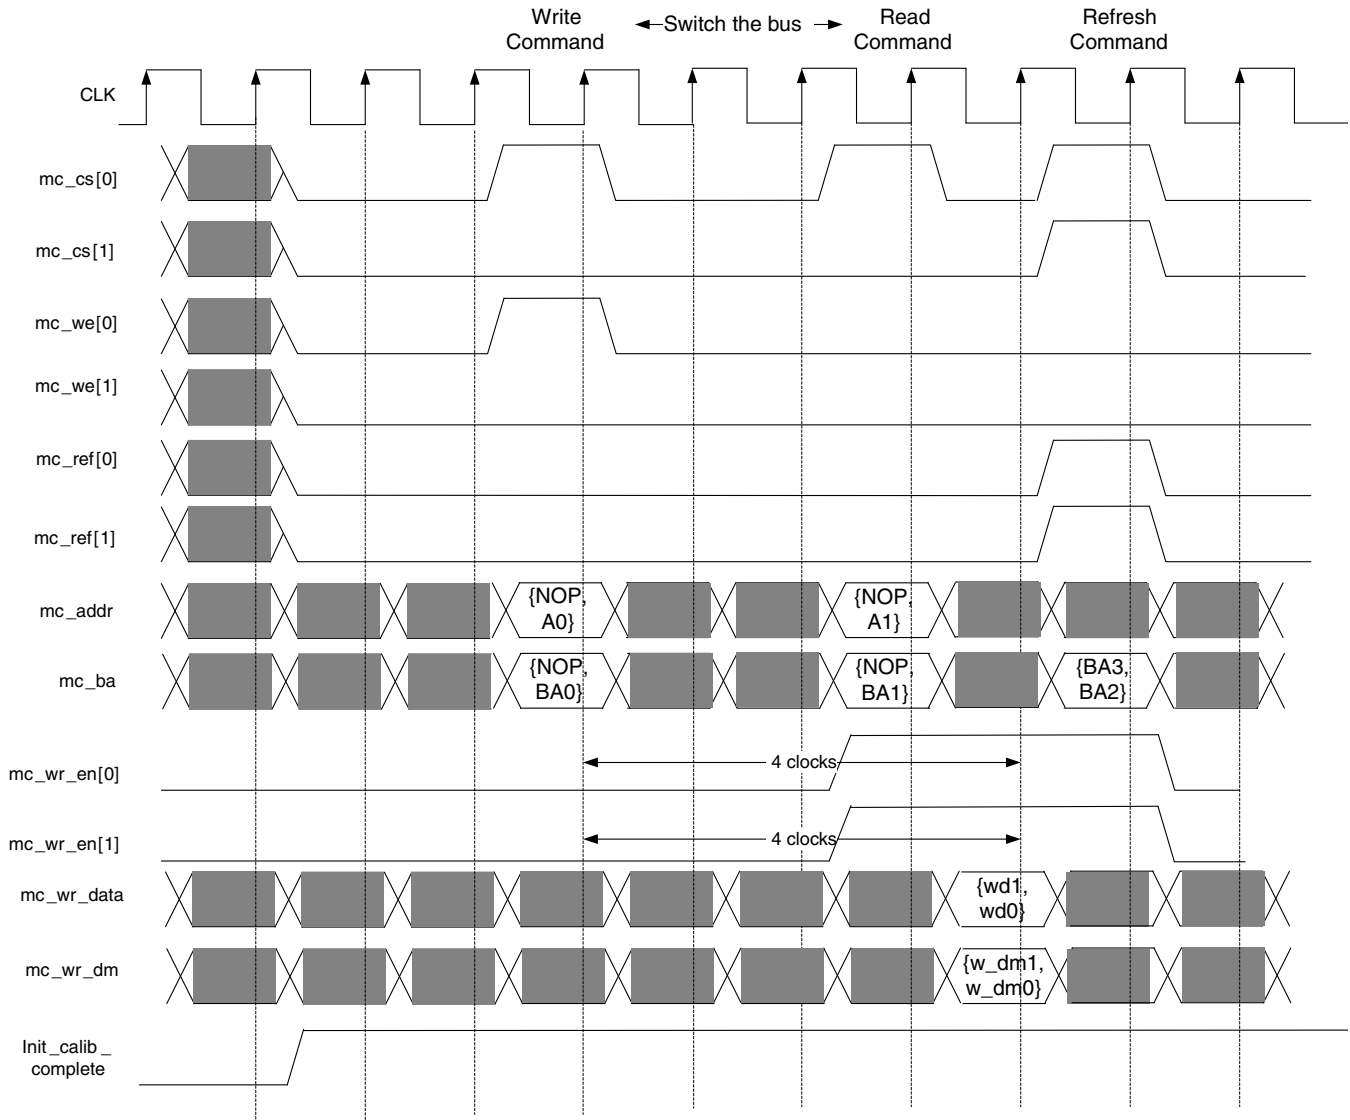 Write
Command
Switch the bus
Read
Command
Refresh
Command
CLK
mc_cs[0]
mc_cs[1]
mc_we[0]
mc_we[1]
mc_ref[0]
mc_ref[1]
mc_addr
{NOP,
A0}
{NOP,
A1}
mc_ba
{NOP,
BA0}
{NOP,
BA1}
{BA3,
BA2}
mc_wr_en[0]
4 clocks
mc_wr_en[1]
4 clocks
mc_wr_data
{wd1,
wd0}
mc_wr_dm
{w_dm1,
w_dm0}
Init_calib_
complete